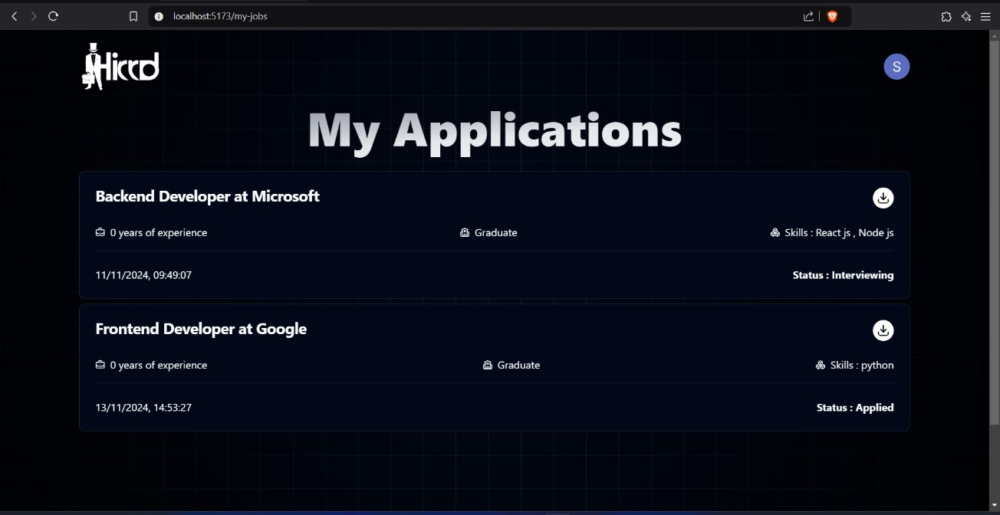 localhost:5173/my-jobs
Hirrd
S
My Applications
Backend Developer at Microsoft
0 years of experience
Graduate
Skills : React js , Node js
11/11/2024, 09:49:07
Status : Interviewing
Frontend Developer at Google
0 years of experience
Graduate
Skills : python
13/11/2024, 14:53:27
Status : Applied